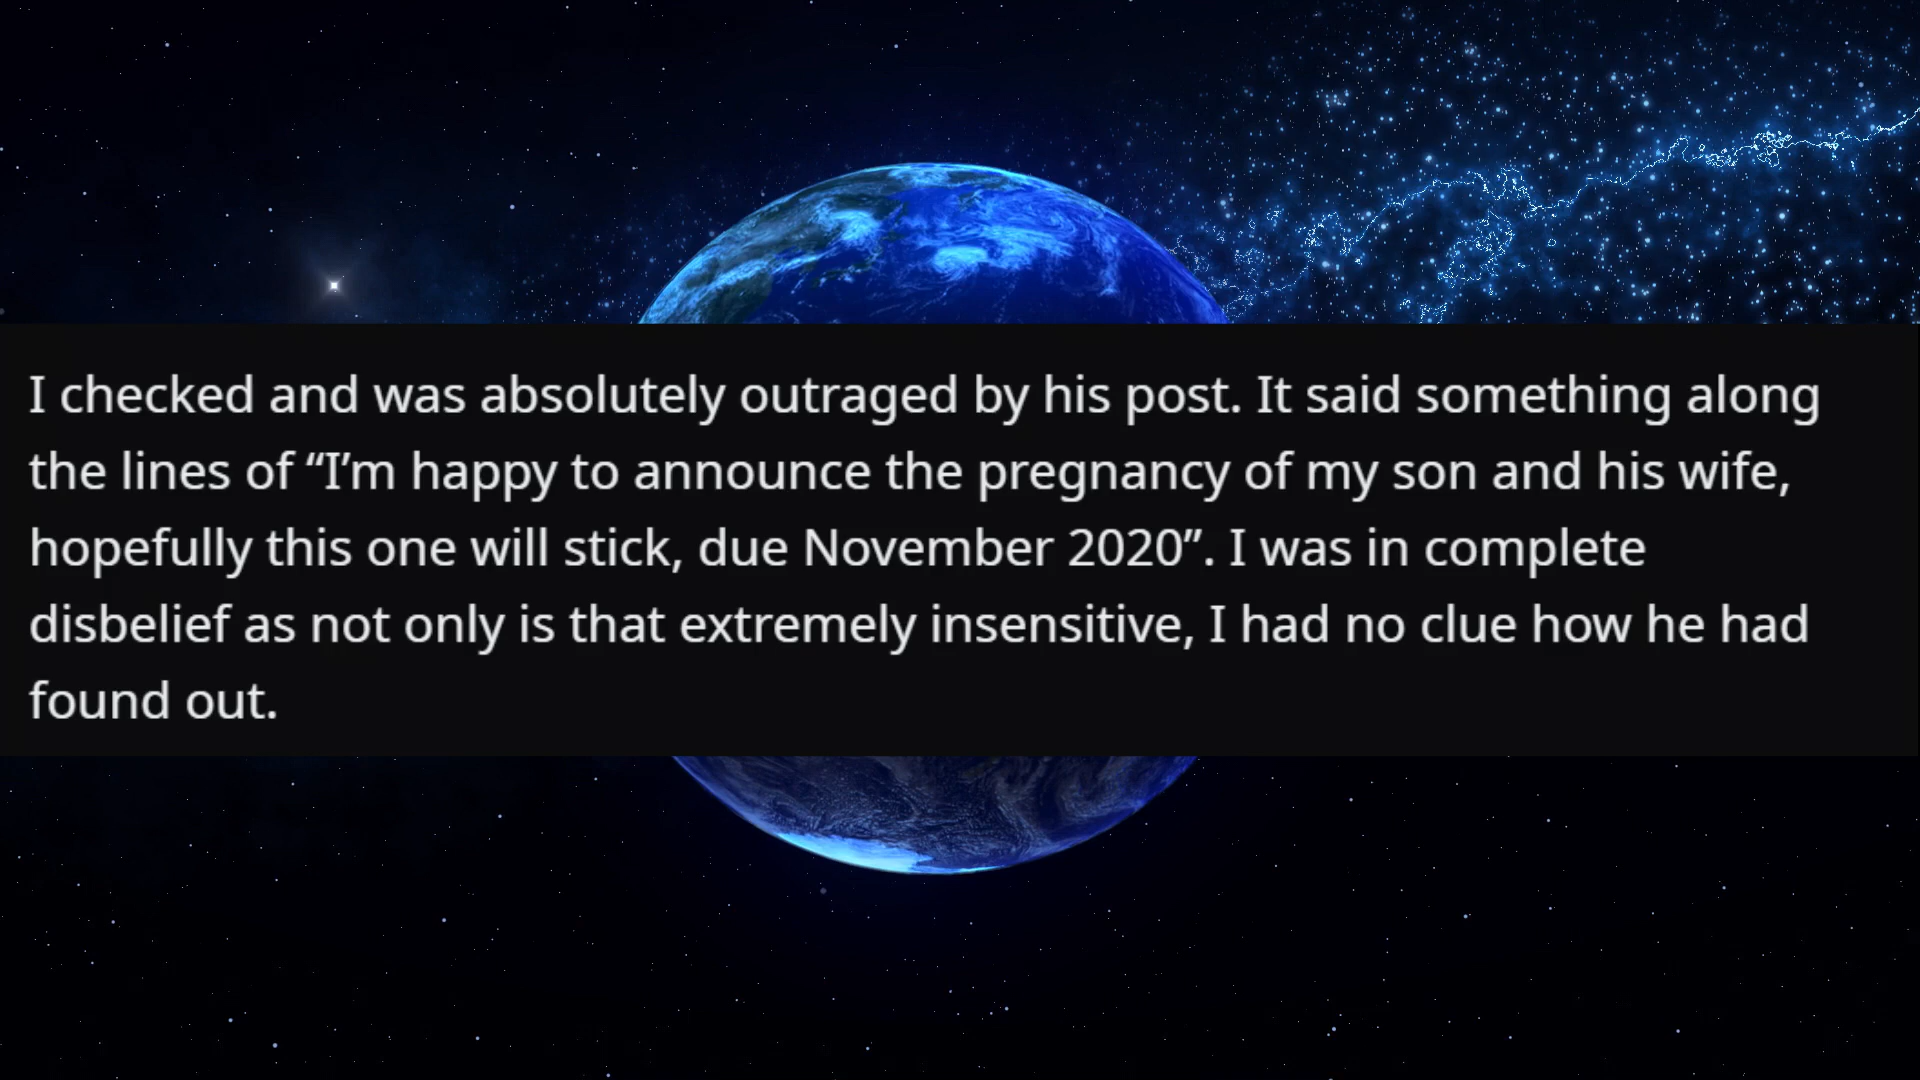 I checked and was absolutely outraged by his post. It said something along
the lines of “I’m happy to announce the pregnancy of my son and his wife,
hopefully this one will stick, due November 2020”. I was in complete
disbelief as not only is that extremely insensitive, I had no clue how he had
found out.